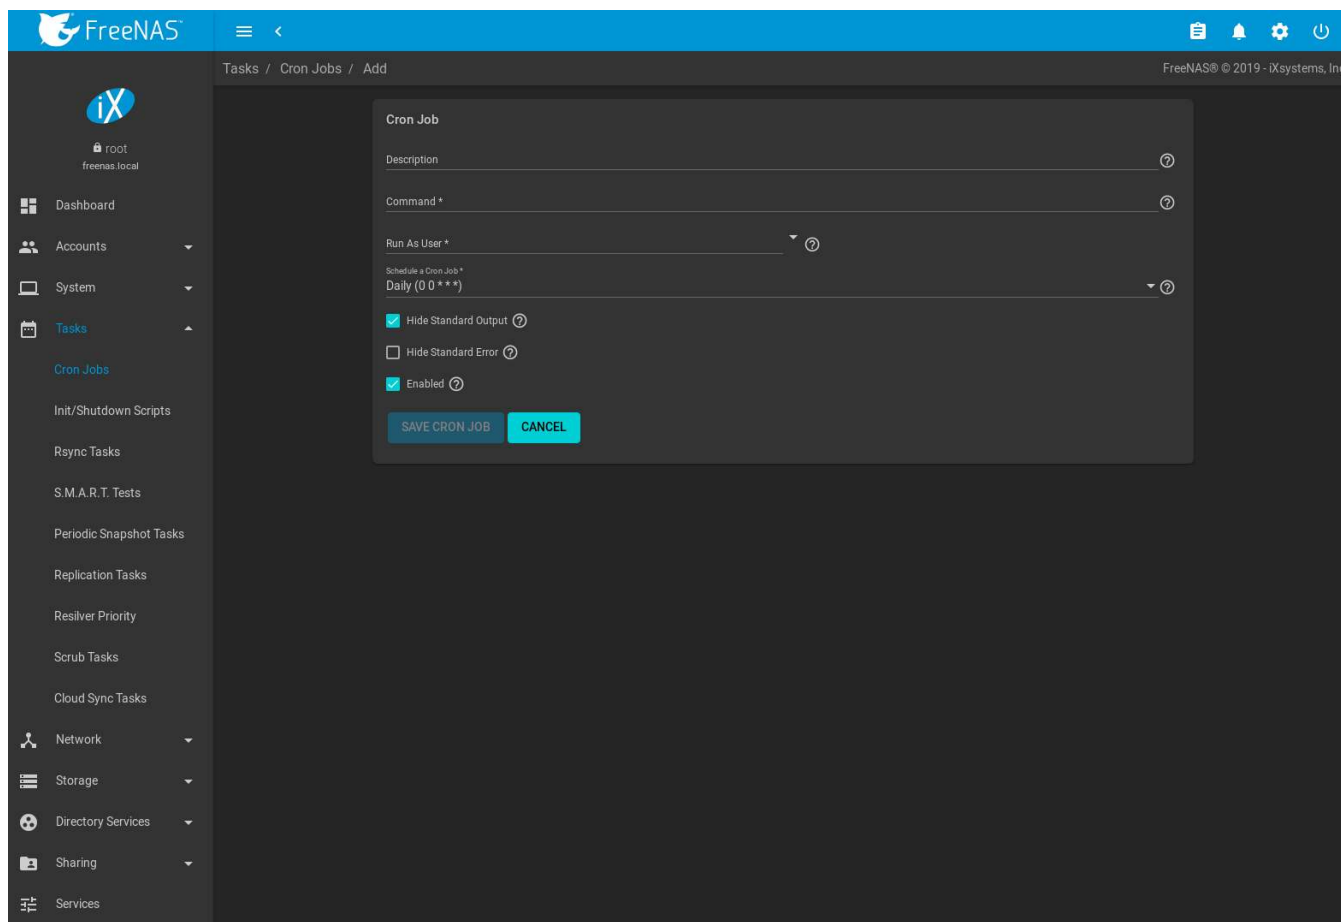 FreeNAS™
Tasks / Cron Jobs / Add
FreeNAS® © 2019 - iXsystems, Inc
iX
root
freenas.local
Dashboard
Accounts
System
Tasks
Cron Jobs
Init/Shutdown Scripts
Rsync Tasks
S.M.A.R.T. Tests
Periodic Snapshot Tasks
Replication Tasks
Resilver Priority
Scrub Tasks
Cloud Sync Tasks
Network
Storage
Directory Services
Sharing
Services
Cron Job
Description
Command *
Run As User *
Schedule a Cron Job *
Daily (0 0 * * *)
Hide Standard Output
Hide Standard Error
Enabled
SAVE CRON JOB CANCEL